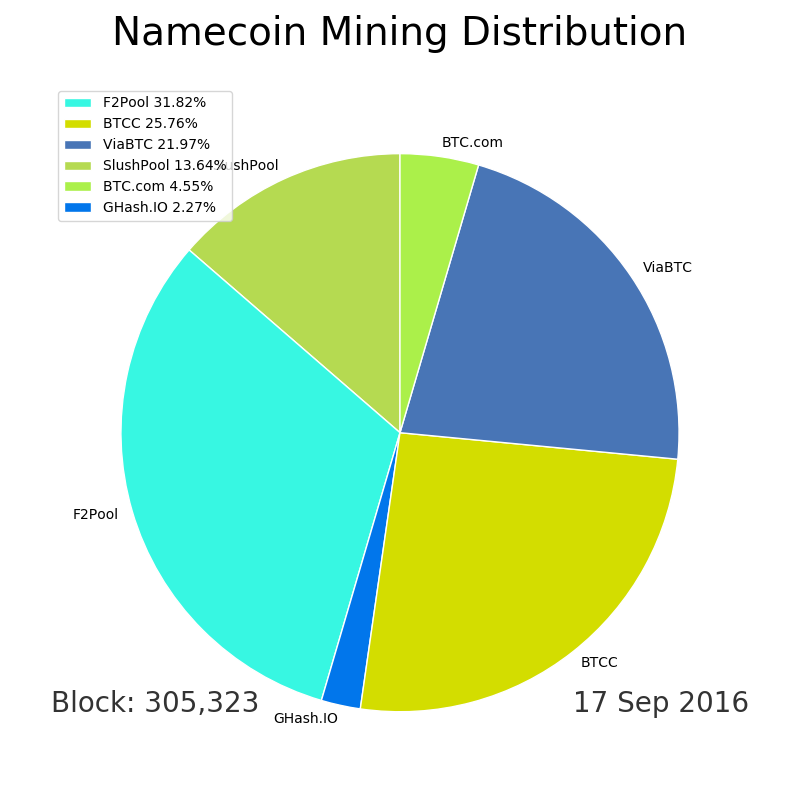 Namecoin Mining Distribution
F2Pool 31.82%
BTCC 25.76%
ViaBTC 21.97%
SlushPool 13.64%
BTC.com 4.55%
GHash.IO 2.27%
BTC.com
ushPool
ViaBTC
F2Pool
BTCC
GHash.IO
Block: 305,323
17 Sep 2016